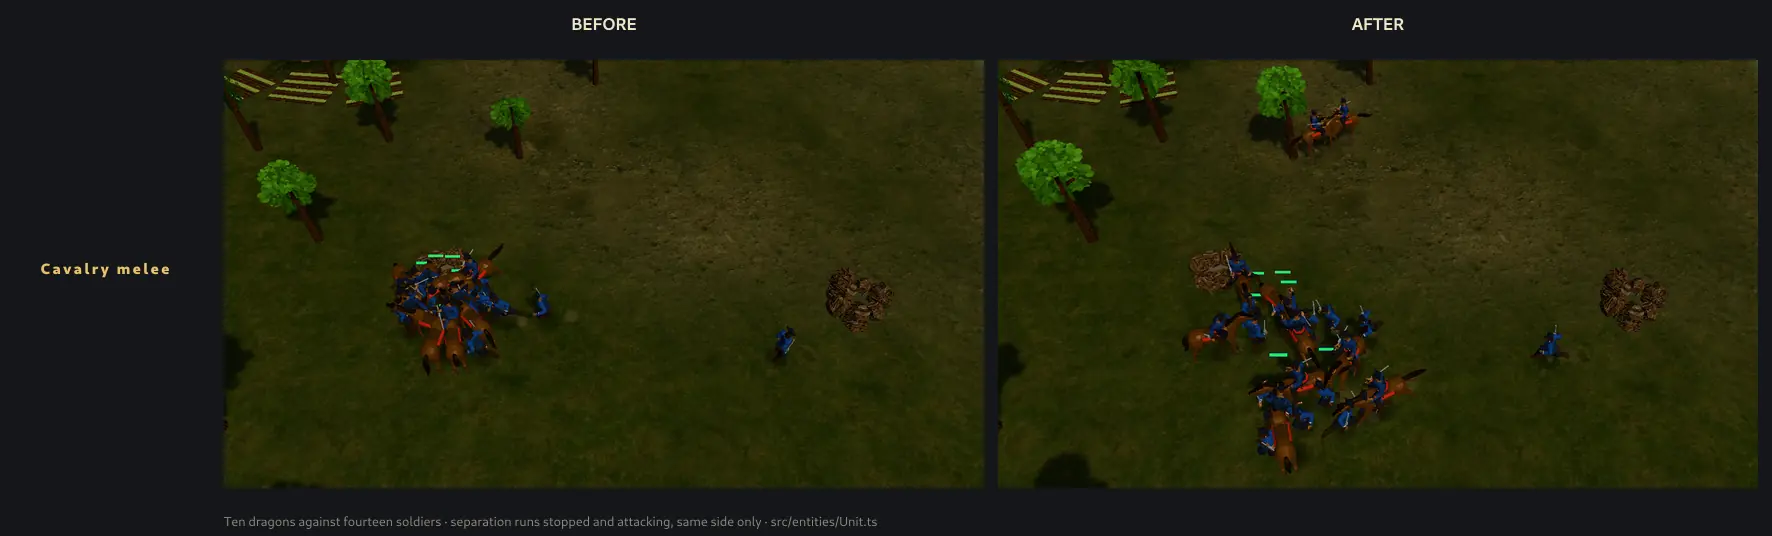 BEFORE
AFTER
Cavalry melee
Ten dragons against fourteen soldiers · separation runs stopped and attacking, same side only · src/entities/Unit.ts